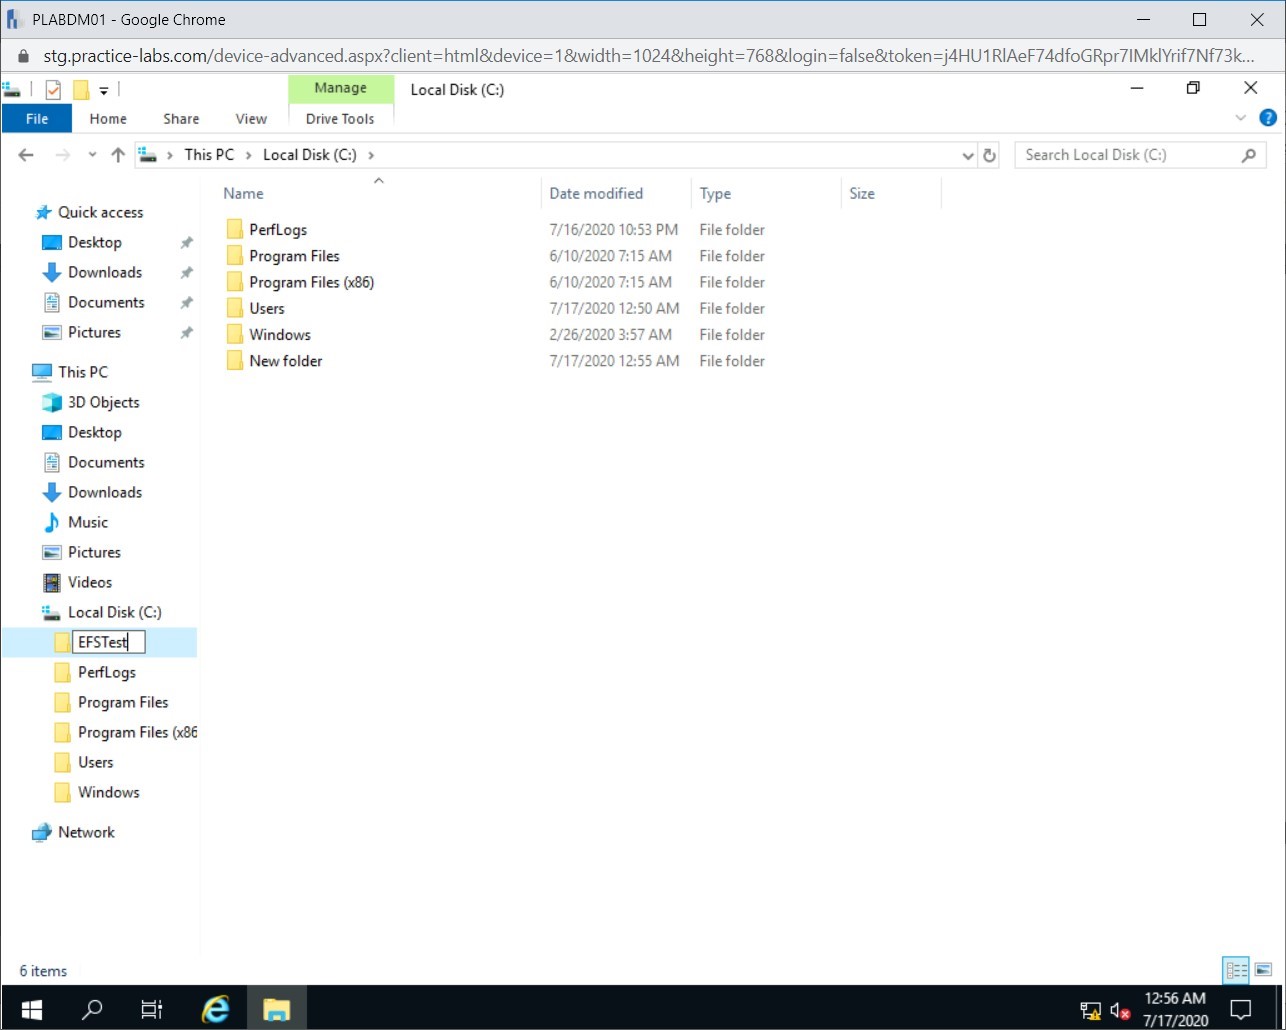 PLABDM01 - Google Chrome
stg.practice-labs.com/device-advanced.aspx?client=html&device=1&width=1024&height=768&login=false&token=j4HU1RlAeF74dfoGRpr7IMklYrif7Nf73k...
Manage Local Disk (C:)
File Home Share View Drive Tools ?
This PC Local Disk (C:) Search Local Disk (C:)
Name Date modified Type Size
PerfLogs 7/16/2020 10:53 PM File folder
Program Files 6/10/2020 7:15 AM File folder
Program Files (x86) 6/10/2020 7:15 AM File folder
Users 7/17/2020 12:50 AM File folder
Windows 2/26/2020 3:57 AM File folder
New folder 7/17/2020 12:55 AM File folder
Quick access
Desktop
Downloads
Documents
Pictures
This PC
3D Objects
Desktop
Documents
Downloads
Music
Pictures
Videos
Local Disk (C:)
EFSTest
PerfLogs
Program Files
Program Files (x86
Users
Windows
Network
6 items
12:56 AM
7/17/2020